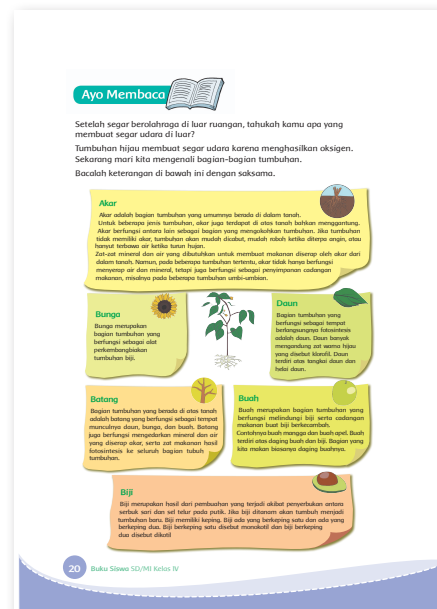 Ayo Membaca
Setelah segar berolahraga di luar ruangan, tahukah kamu apa yang
membuat segar udara di luar?
Tumbuhan hijau membuat segar udara karena menghasilkan oksigen.
Sekarang mari kita mengenali bagian-bagian tumbuhan.
Bacalah keterangan di bawah ini dengan saksama.
Akar
Akar adalah bagian tumbuhan yang umumnya berada di dalam tanah.
Untuk beberapa jenis tumbuhan, akar juga terdapat di atas tanah bahkan menggantung.
Akar berfungsi antara lain sebagai bagian yang mengokohkan tumbuhan. Jika tumbuhan
tidak memiliki akar, tumbuhan akan mudah dicabut, mudah roboh ketika diterpa angin, atau
hanyut terbawa air ketika turun hujan.
Zat-zat mineral dan air yang dibutuhkan untuk membuat makanan diserap oleh akar dari
dalam tanah. Namun, pada beberapa tumbuhan tertentu, akar tidak hanya berfungsi
menyerap air dan mineral, tetapi juga berfungsi sebagai penyimpanan cadangan
makanan, misalnya pada beberapa tumbuhan umbi-umbian.
Bunga
Bunga merupakan
bagian tumbuhan yang
berfungsi sebagai alat
perkembangbiakan
tumbuhan biji.
Daun
Bagian tumbuhan yang
berfungsi sebagai tempat
berlangsungnya fotosintesis
adalah daun. Daun banyak
mengandung zat warna hijau
yang disebut klorofil. Daun
terdiri atas tangkai daun dan
helai daun.
Batang
Bagian tumbuhan yang berada di atas tanah
adalah batang yang berfungsi sebagai tempat
munculnya daun, bunga, dan buah. Batang
juga berfungsi mengedarkan mineral dan air
yang diserap akar, serta zat makanan hasil
fotosintesis ke seluruh bagian tubuh
tumbuhan.
Buah
Buah merupakan bagian tumbuhan yang
berfungsi melindungi biji serta cadangan
makanan buat biji berkecambah.
Contohnya buah mangga dan buah apel. Buah
terdiri atas daging buah dan biji. Bagian yang
kita makan biasanya daging buahnya.
Biji
Biji merupakan hasil dari pembuahan yang terjadi akibat penyerbukan antara
serbuk sari dan sel telur pada putik. Jika biji ditanam akan tumbuh menjadi
tumbuhan baru. Biji memiliki keping. Biji ada yang berkeping satu dan ada yang
berkeping dua. Biji berkeping satu disebut monokotil dan biji berkeping
dua disebut dikotil
20 Buku Siswa SD/MI Kelas IV